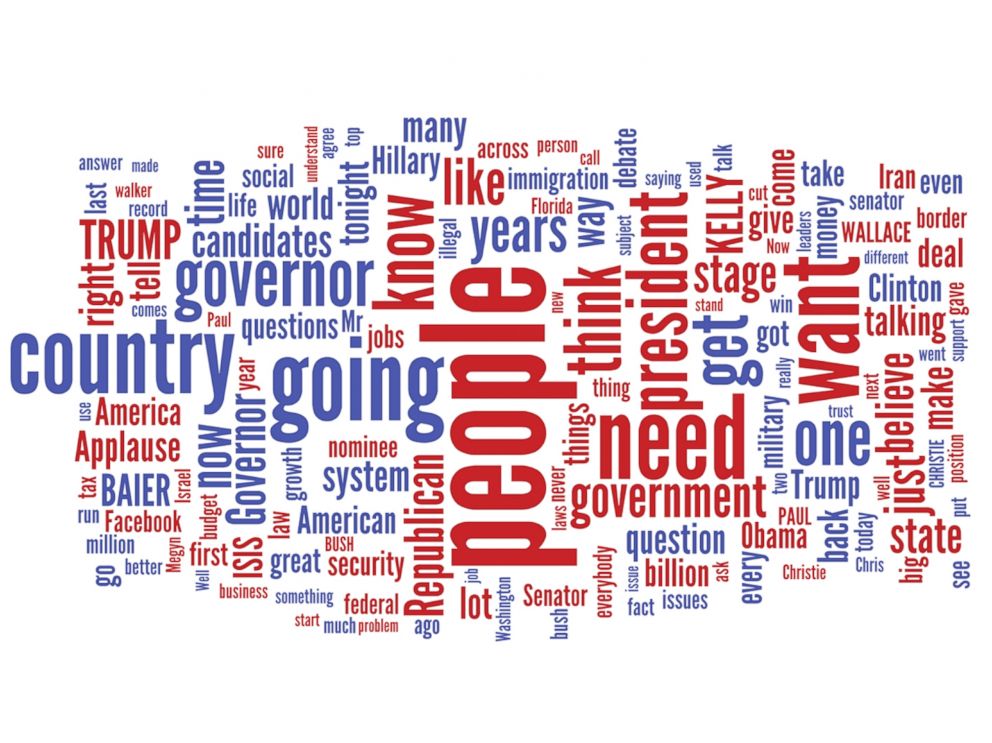 many
sure
understand
agree
top
answer
made
Hillary
across
person
call
debate
talk
used
come
take
Iran
even
last
walker
record
time
social
life
world
tonight
like
immigration
Florida
saying
KELLY
cut
give
Now
leaders
money
senator
WALLACE
border
different
deal
TRUMP
candidates
know
illegal
years
way
subject
president
right
tell
comes
governor
people
new
think
stage
stand
want
Clinton
gave
Paul
questions
Mr
jobs
get
win
got
talking
support
country
going
thing
really
went
use
America
year
next
believe
make
things
need
trust
one
Applause
now
Governor
growth
nominee
system
Republican
military
just
CHRISTIE
position
tax
BAIER
Israel
never
laws
government
two
Trump
well
put
run
Facebook
budget
law
American
PAUL
back
today
million
Megyn
first
ISIS
BUSH
question
Obama
state
go
better
Well
great
security
everybody
issue
billion
ask
every
Christie
Chris
big
see
business
something
job
Washington
Senator
fact
issues
start
much
federal
problem
ago
lot
bush